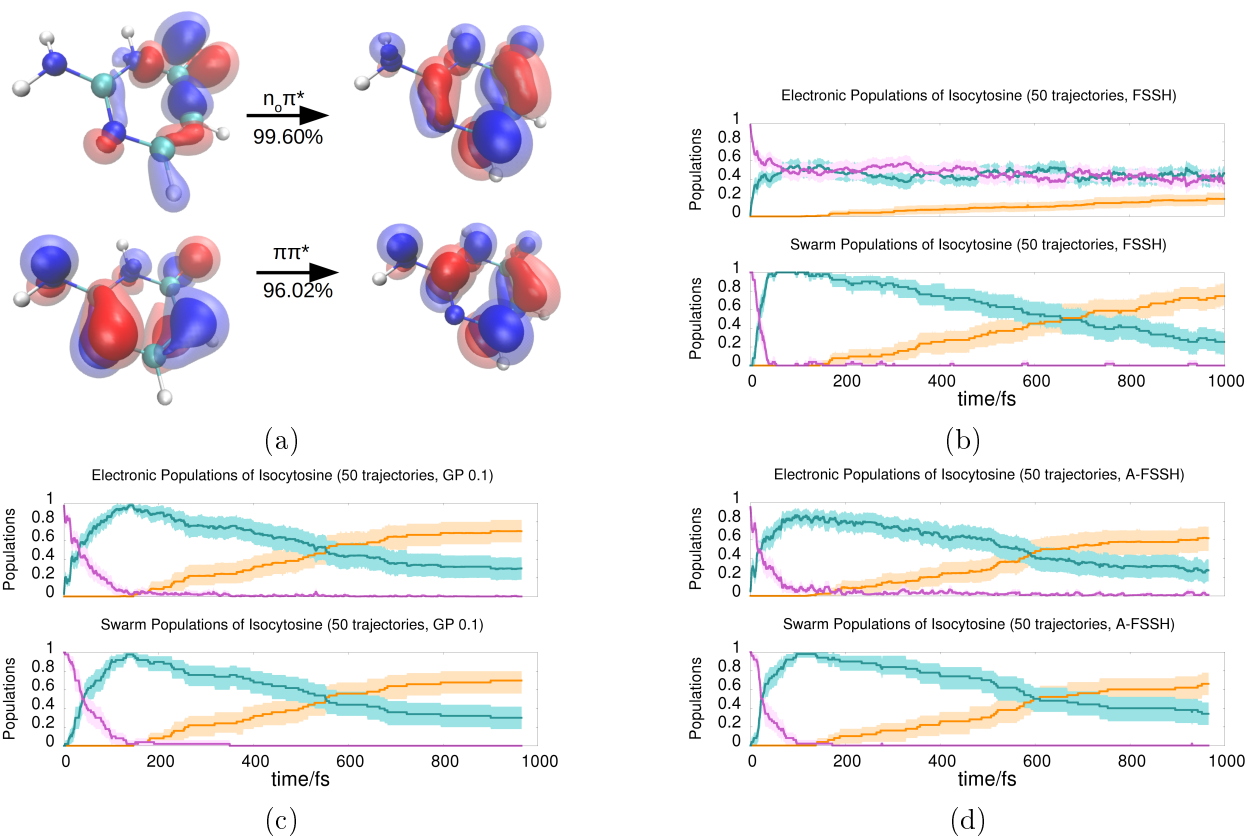 nₒπ*
99.60%
ππ*
96.02%
(a)
Electronic Populations of Isocytosine (50 trajectories, FSSH)
Populations
1
0.8
0.6
0.4
0.2
0
Swarm Populations of Isocytosine (50 trajectories, FSSH)
Populations
1
0.8
0.6
0.4
0.2
0
0 200 400 600 800 1000
time/fs
(b)
Electronic Populations of Isocytosine (50 trajectories, GP 0.1)
Populations
1
0.8
0.6
0.4
0.2
0
Swarm Populations of Isocytosine (50 trajectories, GP 0.1)
Populations
1
0.8
0.6
0.4
0.2
0
0 200 400 600 800 1000
time/fs
(c)
Electronic Populations of Isocytosine (50 trajectories, A-FSSH)
Populations
1
0.8
0.6
0.4
0.2
0
Swarm Populations of Isocytosine (50 trajectories, A-FSSH)
Populations
1
0.8
0.6
0.4
0.2
0
0 200 400 600 800 1000
time/fs
(d)